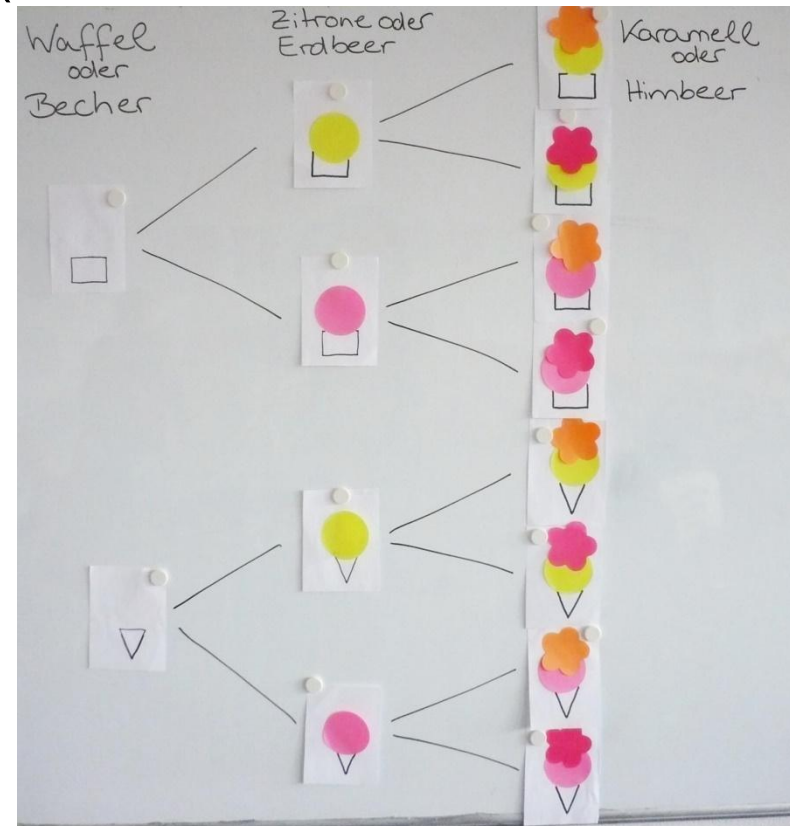 Waffel
oder
Becher
Zitrone oder
Erdbeer
Karamell
oder
Himbeer